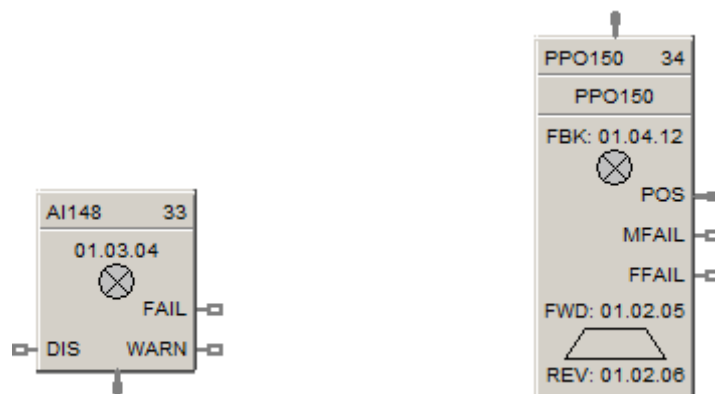 PPO150 34
PPO150
FBK: 01.04.12
POS
MFAIL
FFAIL
FWD: 01.02.05
REV: 01.02.06
AI148 33
01.03.04
FAIL
DIS WARN